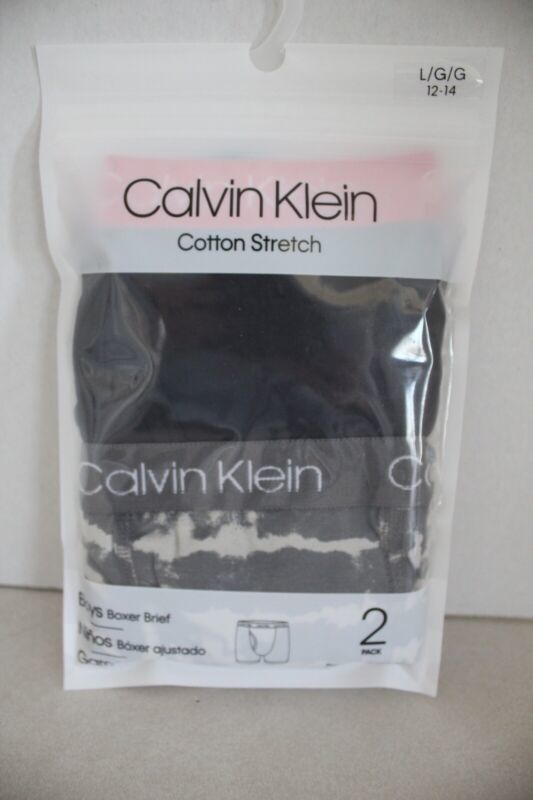 L/G/G
12-14
Calvin Klein
Cotton Stretch
Calvin Klein
Boys Boxer Brief
Niños Bóxer ajustado
2
PACK